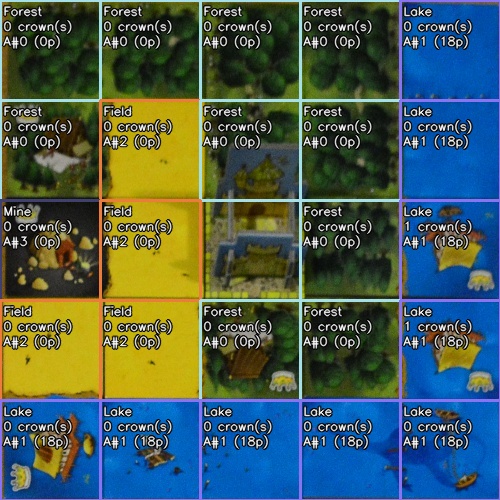 Forest
0 crown(s)
A#0 (0p)
Forest
0 crown(s)
A#0 (0p)
Forest
0 crown(s)
A#0 (0p)
Forest
0 crown(s)
A#0 (0p)
Lake
0 crown(s)
A#1 (18p)
Forest
0 crown(s)
A#0 (0p)
Field
0 crown(s)
A#2 (0p)
Forest
0 crown(s)
A#0 (0p)
Forest
0 crown(s)
A#0 (0p)
Lake
0 crown(s)
A#1 (18p)
Mine
0 crown(s)
A#3 (0p)
Field
0 crown(s)
A#2 (0p)
Forest
0 crown(s)
A#0 (0p)
Lake
1 crown(s)
A#1 (18p)
Field
0 crown(s)
A#2 (0p)
Field
0 crown(s)
A#2 (0p)
Forest
0 crown(s)
A#0 (0p)
Forest
0 crown(s)
A#0 (0p)
Lake
1 crown(s)
A#1 (18p)
Lake
0 crown(s)
A#1 (18p)
Lake
0 crown(s)
A#1 (18p)
Lake
0 crown(s)
A#1 (18p)
Lake
0 crown(s)
A#1 (18p)
Lake
0 crown(s)
A#1 (18p)